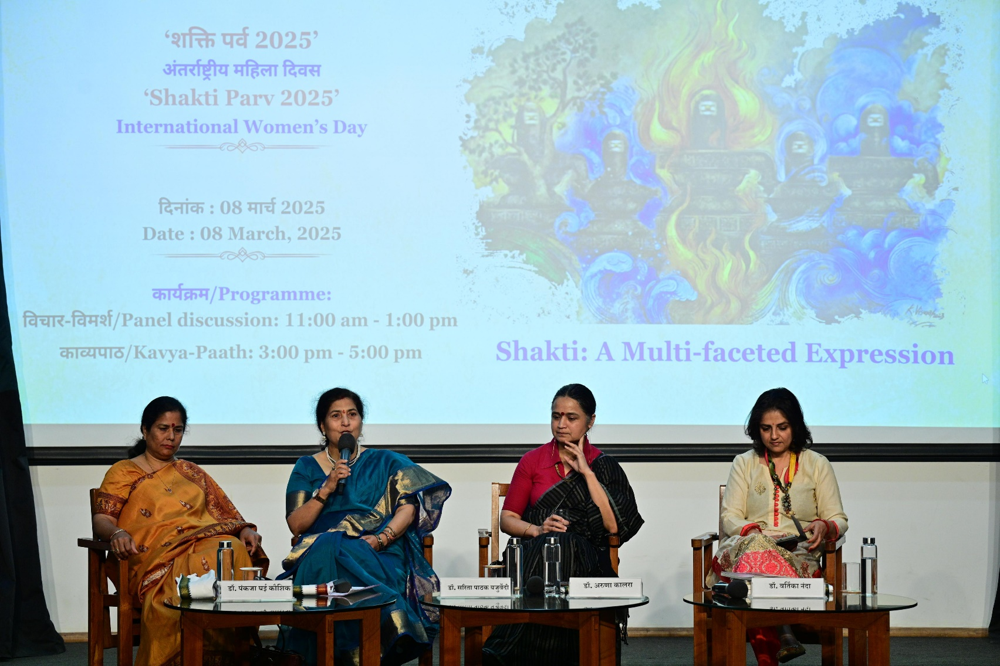 ‘शक्ति पर्व 2025’
अंतर्राष्ट्रीय महिला दिवस
‘Shakti Parv 2025’
International Women’s Day
दिनांक : 08 मार्च 2025
Date : 08 March, 2025
कार्यक्रम/Programme:
विचार-विमर्श/Panel discussion: 11:00 am - 1:00 pm
काव्यपाठ/Kavya-Paath: 3:00 pm - 5:00 pm
Shakti: A Multi-faceted Expression
डॉ. पंकजा घई कौशिक
डॉ. सरिता पाठक यजुर्वेदी
डॉ. अरुणा कालरा
डॉ. वर्तिका नंदा